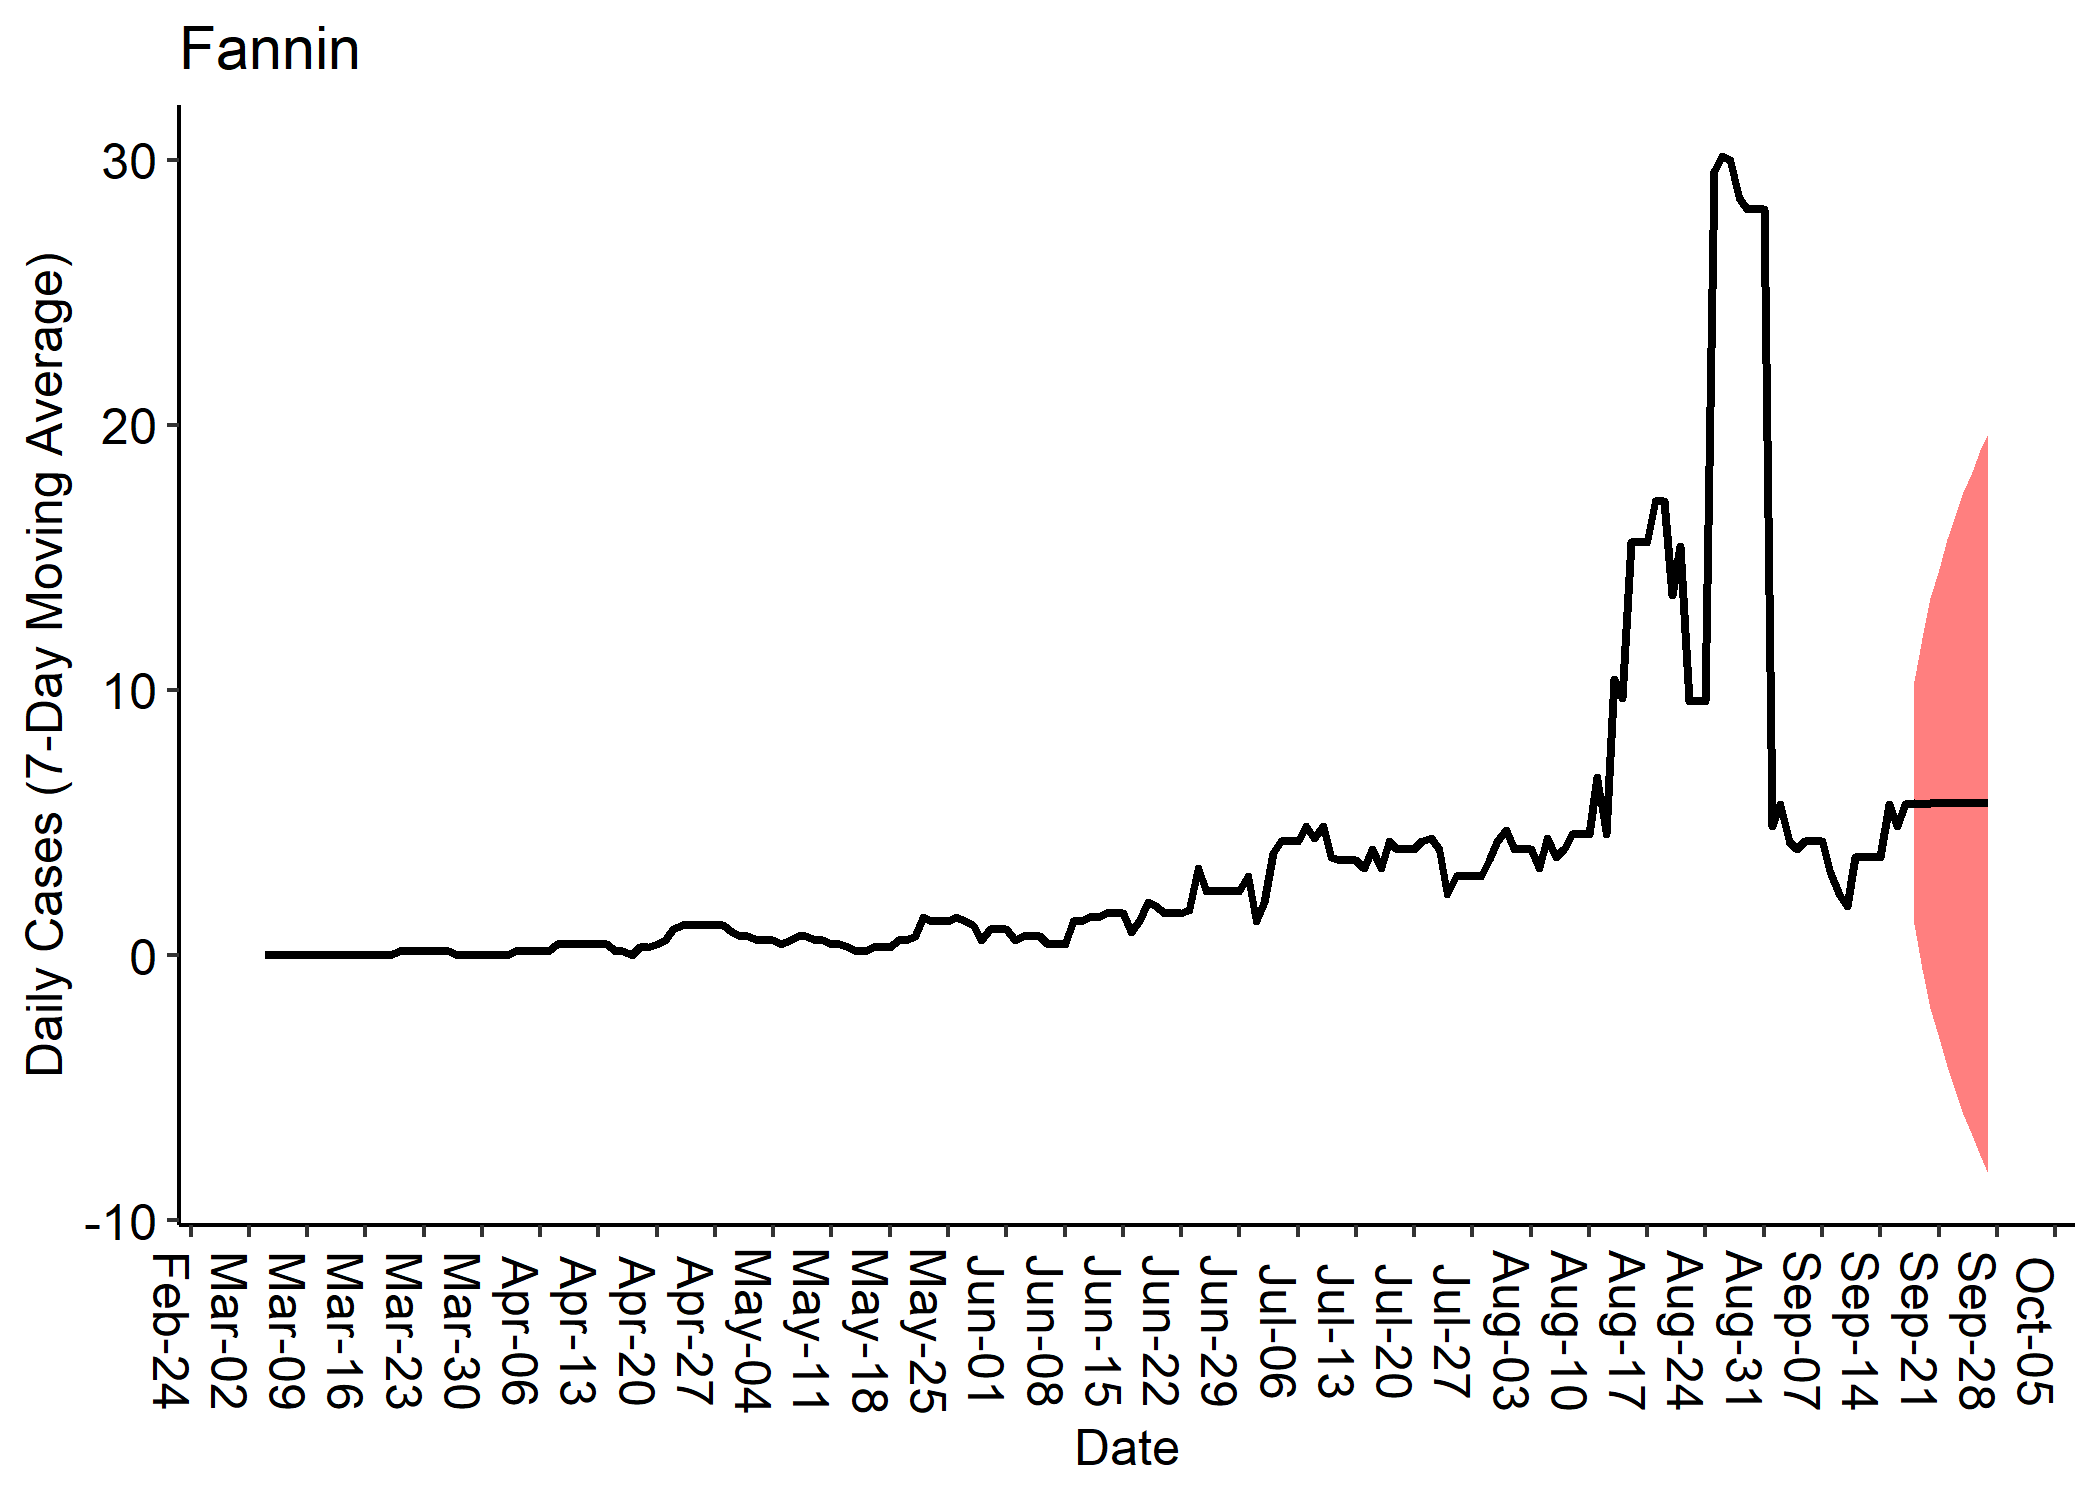 Fannin
Daily Cases (7-Day Moving Average)
30
20
10
0
-10
Feb-24
Mar-02
Mar-09
Mar-16
Mar-23
Mar-30
Apr-06
Apr-13
Apr-20
Apr-27
May-04
May-11
May-18
May-25
Jun-01
Jun-08
Jun-15
Jun-22
Jun-29
Jul-06
Jul-13
Jul-20
Jul-27
Aug-03
Aug-10
Aug-17
Aug-24
Aug-31
Sep-07
Sep-14
Sep-21
Sep-28
Oct-05
Date